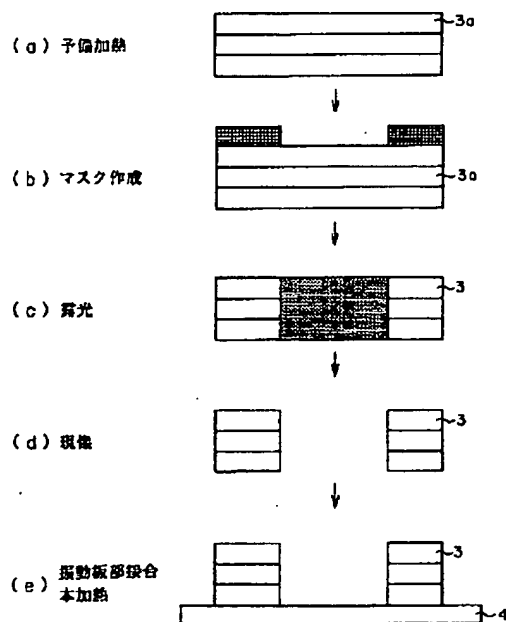 (a) 予備加熱
3a
(b) マスク作成
3a
(c) 露光
3
(d) 現像
3
(e) 振動板部接合
本加熱
3
4